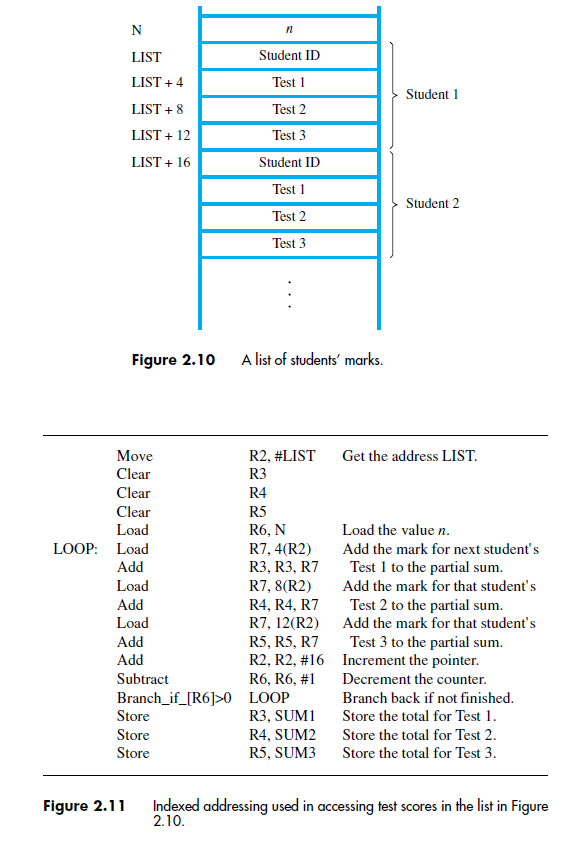 N n
LIST Student ID
LIST + 4 Test 1
Student 1
LIST + 8 Test 2
LIST + 12 Test 3
LIST + 16 Student ID
Test 1
Student 2
Test 2
Test 3
. . .
Figure 2.10 A list of students’ marks.
Move R2, #LIST Get the address LIST.
Clear R3
Clear R4
Clear R5
Load R6, N Load the value n.
LOOP: Load R7, 4(R2) Add the mark for next student's
Add R3, R3, R7 Test 1 to the partial sum.
Load R7, 8(R2) Add the mark for that student's
Add R4, R4, R7 Test 2 to the partial sum.
Load R7, 12(R2) Add the mark for that student's
Add R5, R5, R7 Test 3 to the partial sum.
Add R2, R2, #16 Increment the pointer.
Subtract R6, R6, #1 Decrement the counter.
Branch_if_[R6]>0 LOOP Branch back if not finished.
Store R3, SUM1 Store the total for Test 1.
Store R4, SUM2 Store the total for Test 2.
Store R5, SUM3 Store the total for Test 3.
Figure 2.11 Indexed addressing used in accessing test scores in the list in Figure
2.10.